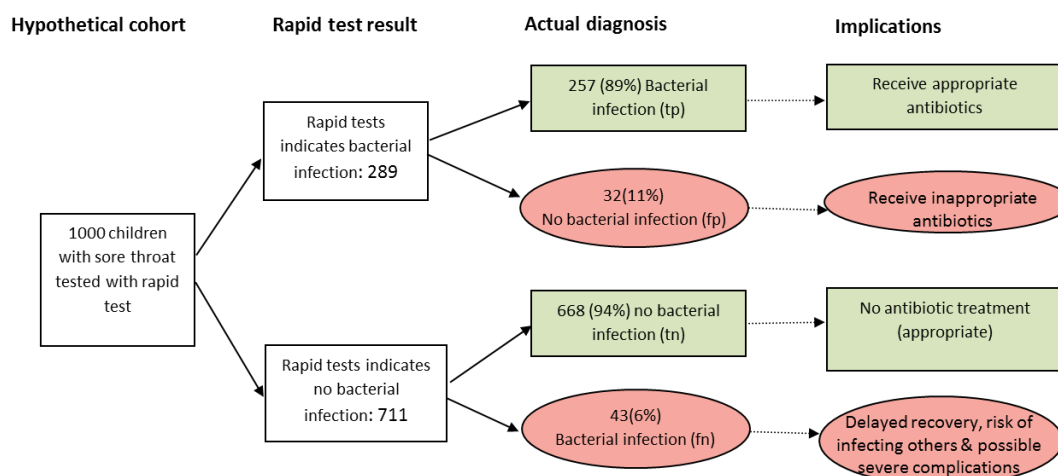 Hypothetical cohort
Rapid test result
Actual diagnosis
Implications
1000 children
with sore throat
tested with rapid
test
Rapid tests
indicates bacterial
infection: 289
Rapid tests indicates
no bacterial
infection: 711
257 (89%) Bacterial
infection (tp)
32(11%)
No bacterial infection (fp)
668 (94%) no bacterial
infection (tn)
43(6%)
Bacterial infection (fn)
Receive appropriate
antibiotics
Receive inappropriate
antibiotics
No antibiotic treatment
(appropriate)
Delayed recovery, risk of
infecting others & possible
severe complications